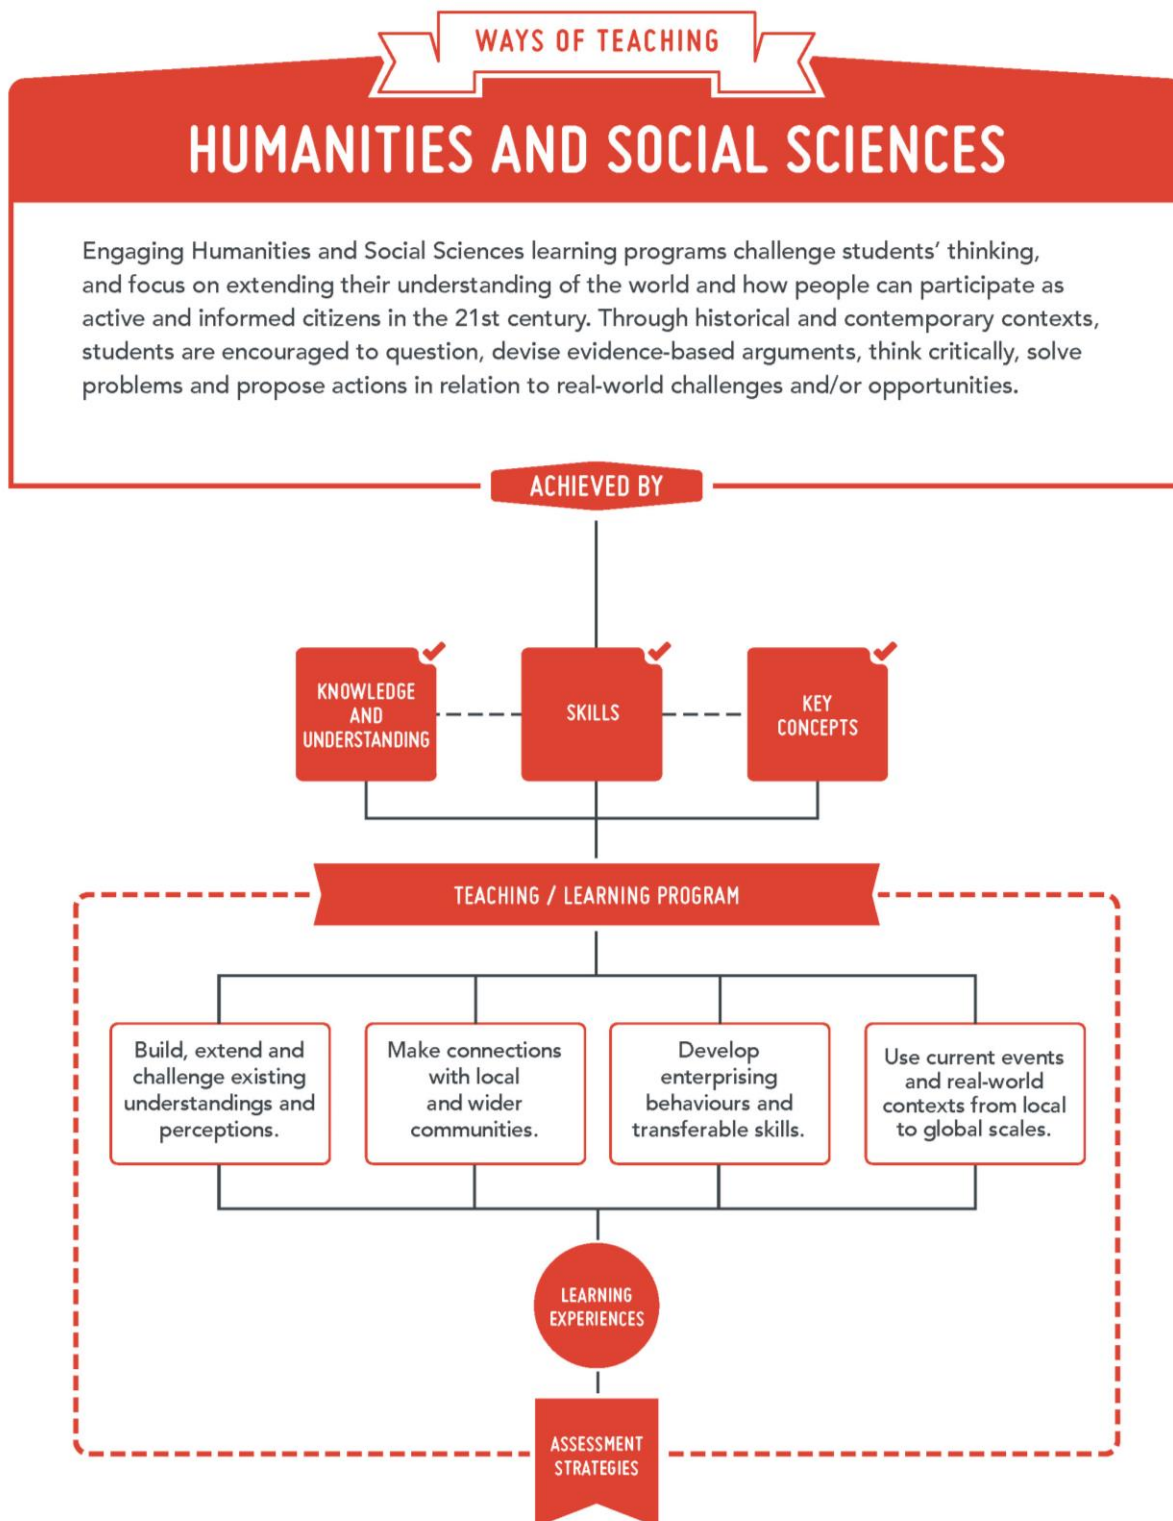 WAYS OF TEACHING
HUMANITIES AND SOCIAL SCIENCES
Engaging Humanities and Social Sciences learning programs challenge students’ thinking,
and focus on extending their understanding of the world and how people can participate as
active and informed citizens in the 21st century. Through historical and contemporary contexts,
students are encouraged to question, devise evidence-based arguments, think critically, solve
problems and propose actions in relation to real-world challenges and/or opportunities.
ACHIEVED BY
KNOWLEDGE
AND
UNDERSTANDING
SKILLS
KEY
CONCEPTS
TEACHING / LEARNING PROGRAM
Build, extend and
challenge existing
understandings and
perceptions.
Make connections
with local
and wider
communities.
Develop
enterprising
behaviours and
transferable skills.
Use current events
and real-world
contexts from local
to global scales.
LEARNING
EXPERIENCES
ASSESSMENT
STRATEGIES